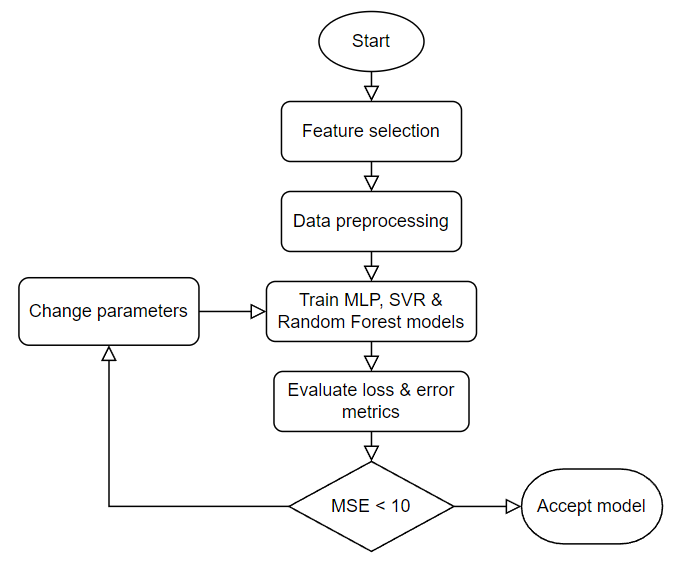 Start
Feature selection
Data preprocessing
Change parameters
Train MLP, SVR &
Random Forest models
Evaluate loss & error
metrics
MSE < 10
Accept model